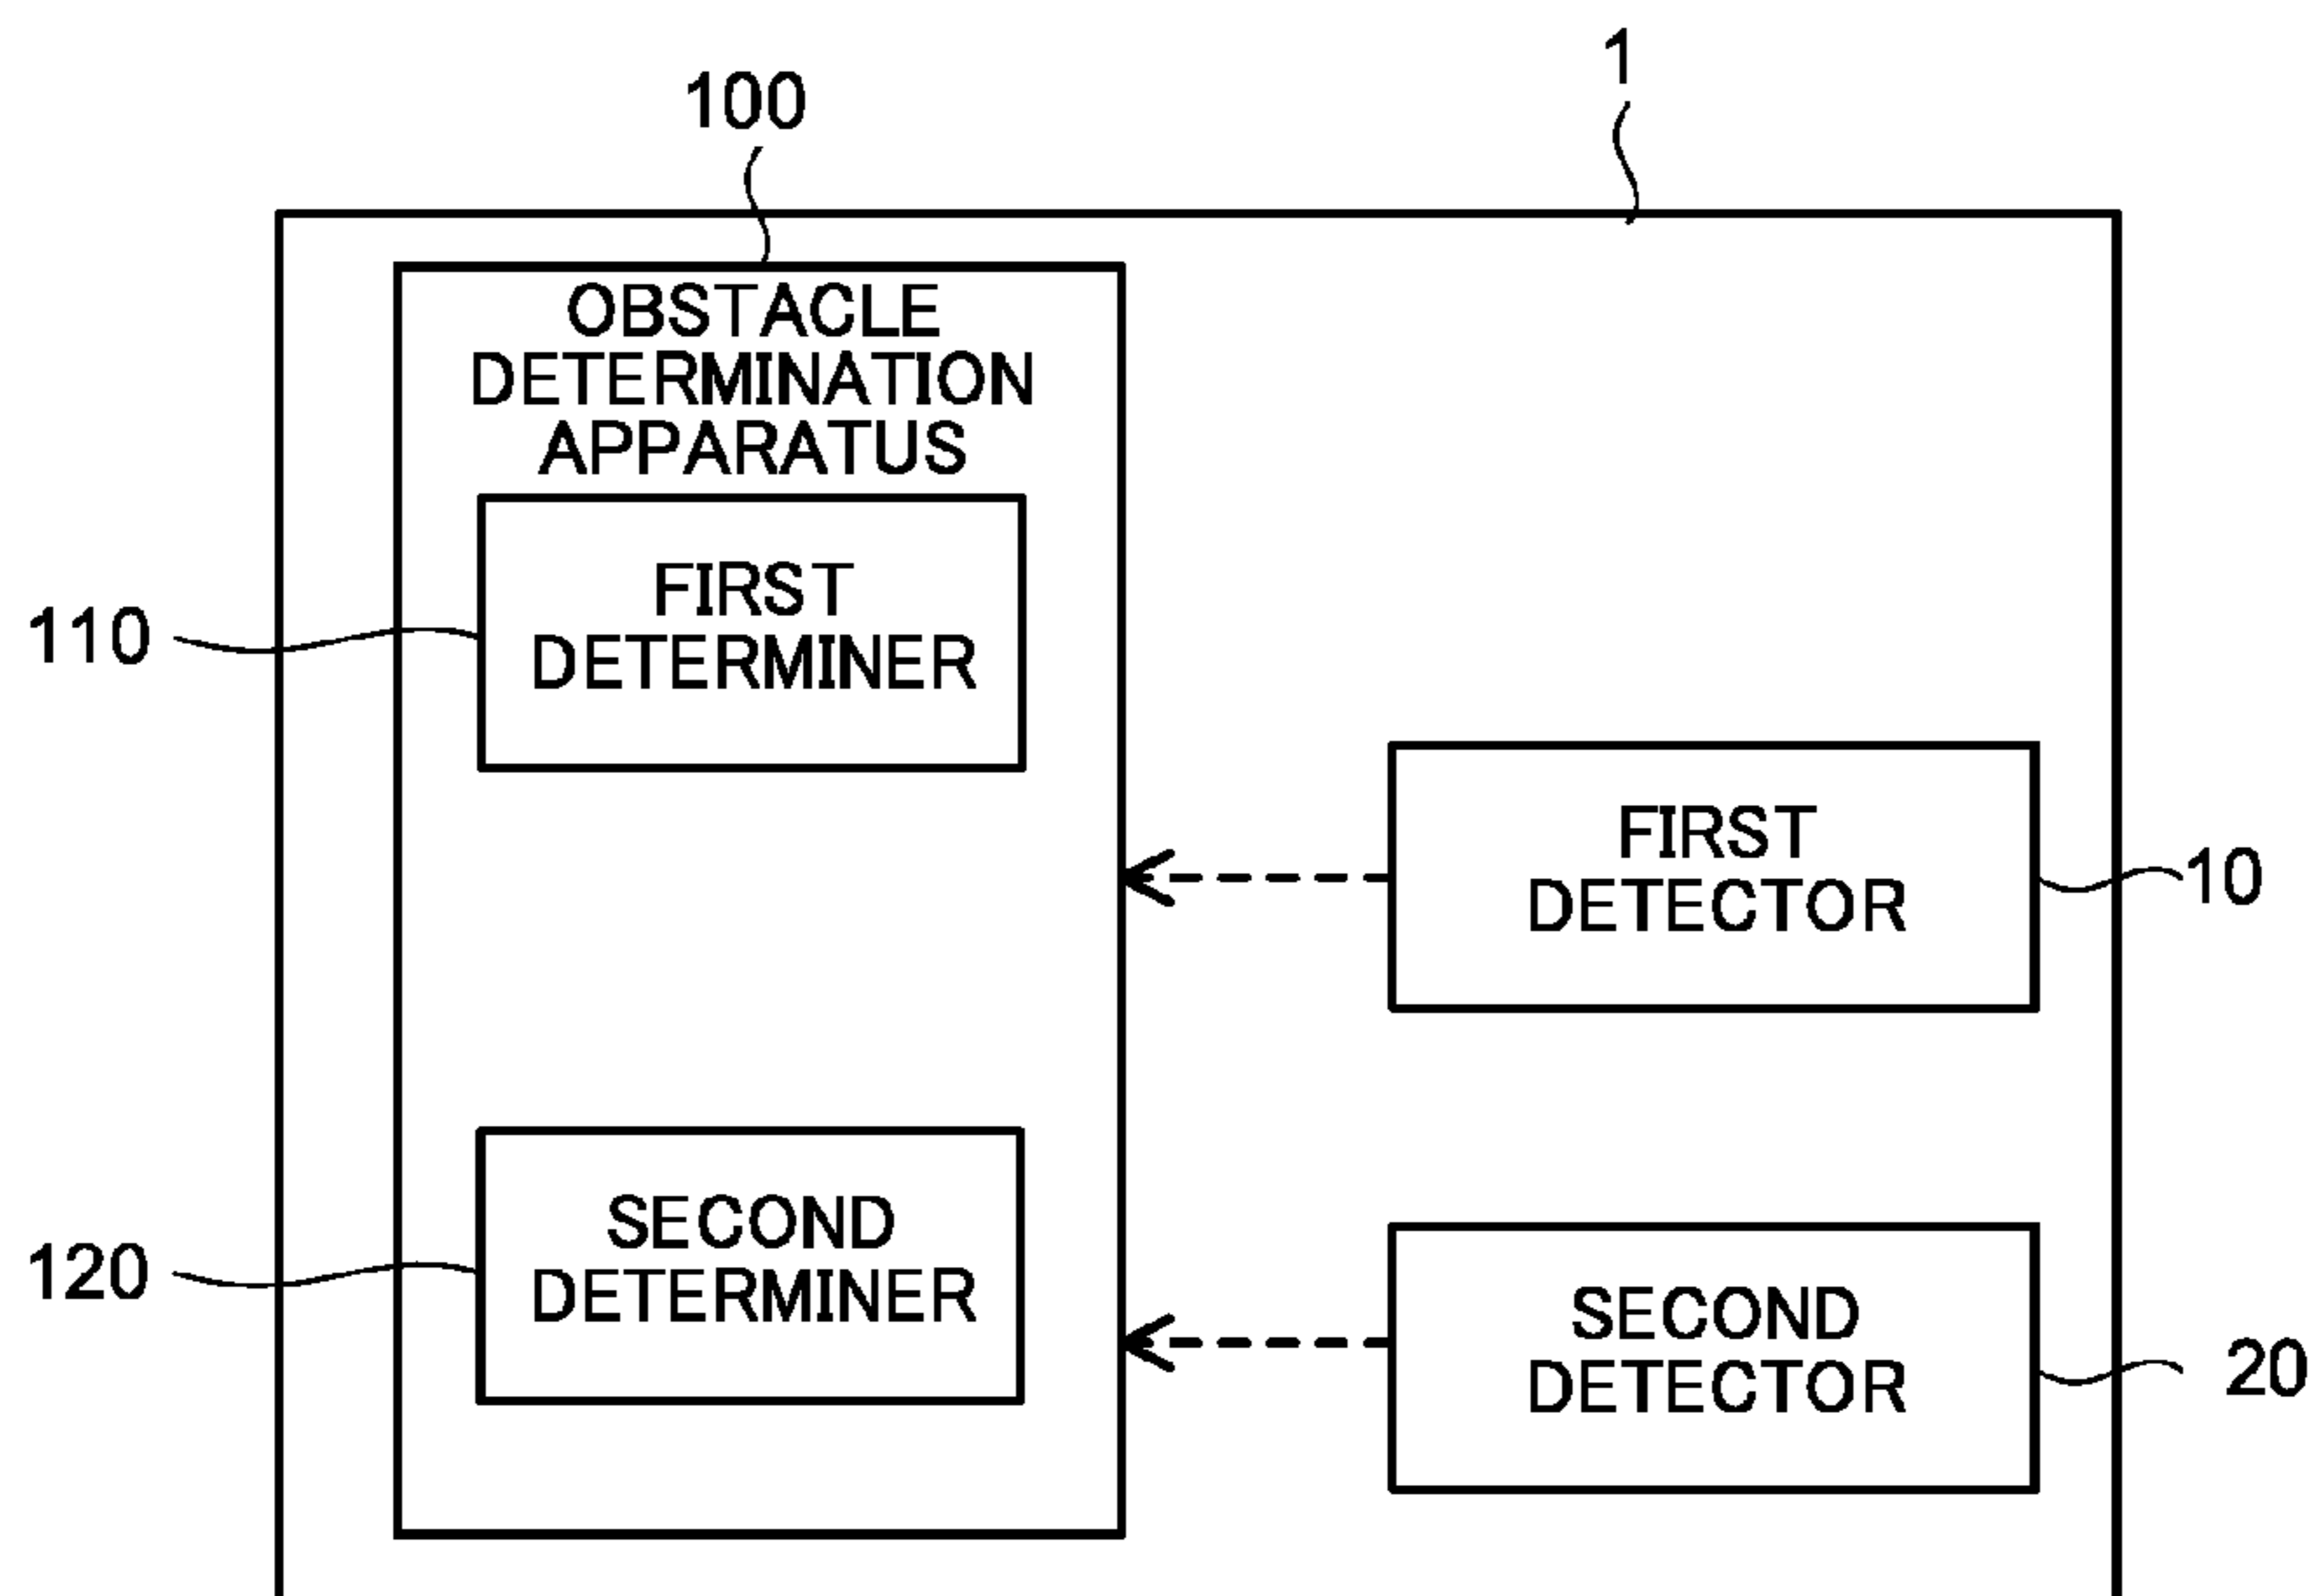 1
100
OBSTACLE
DETERMINATION
APPARATUS
FIRST
DETERMINER
110
FIRST
DETECTOR
10
SECOND
DETERMINER
120
SECOND
DETECTOR
20